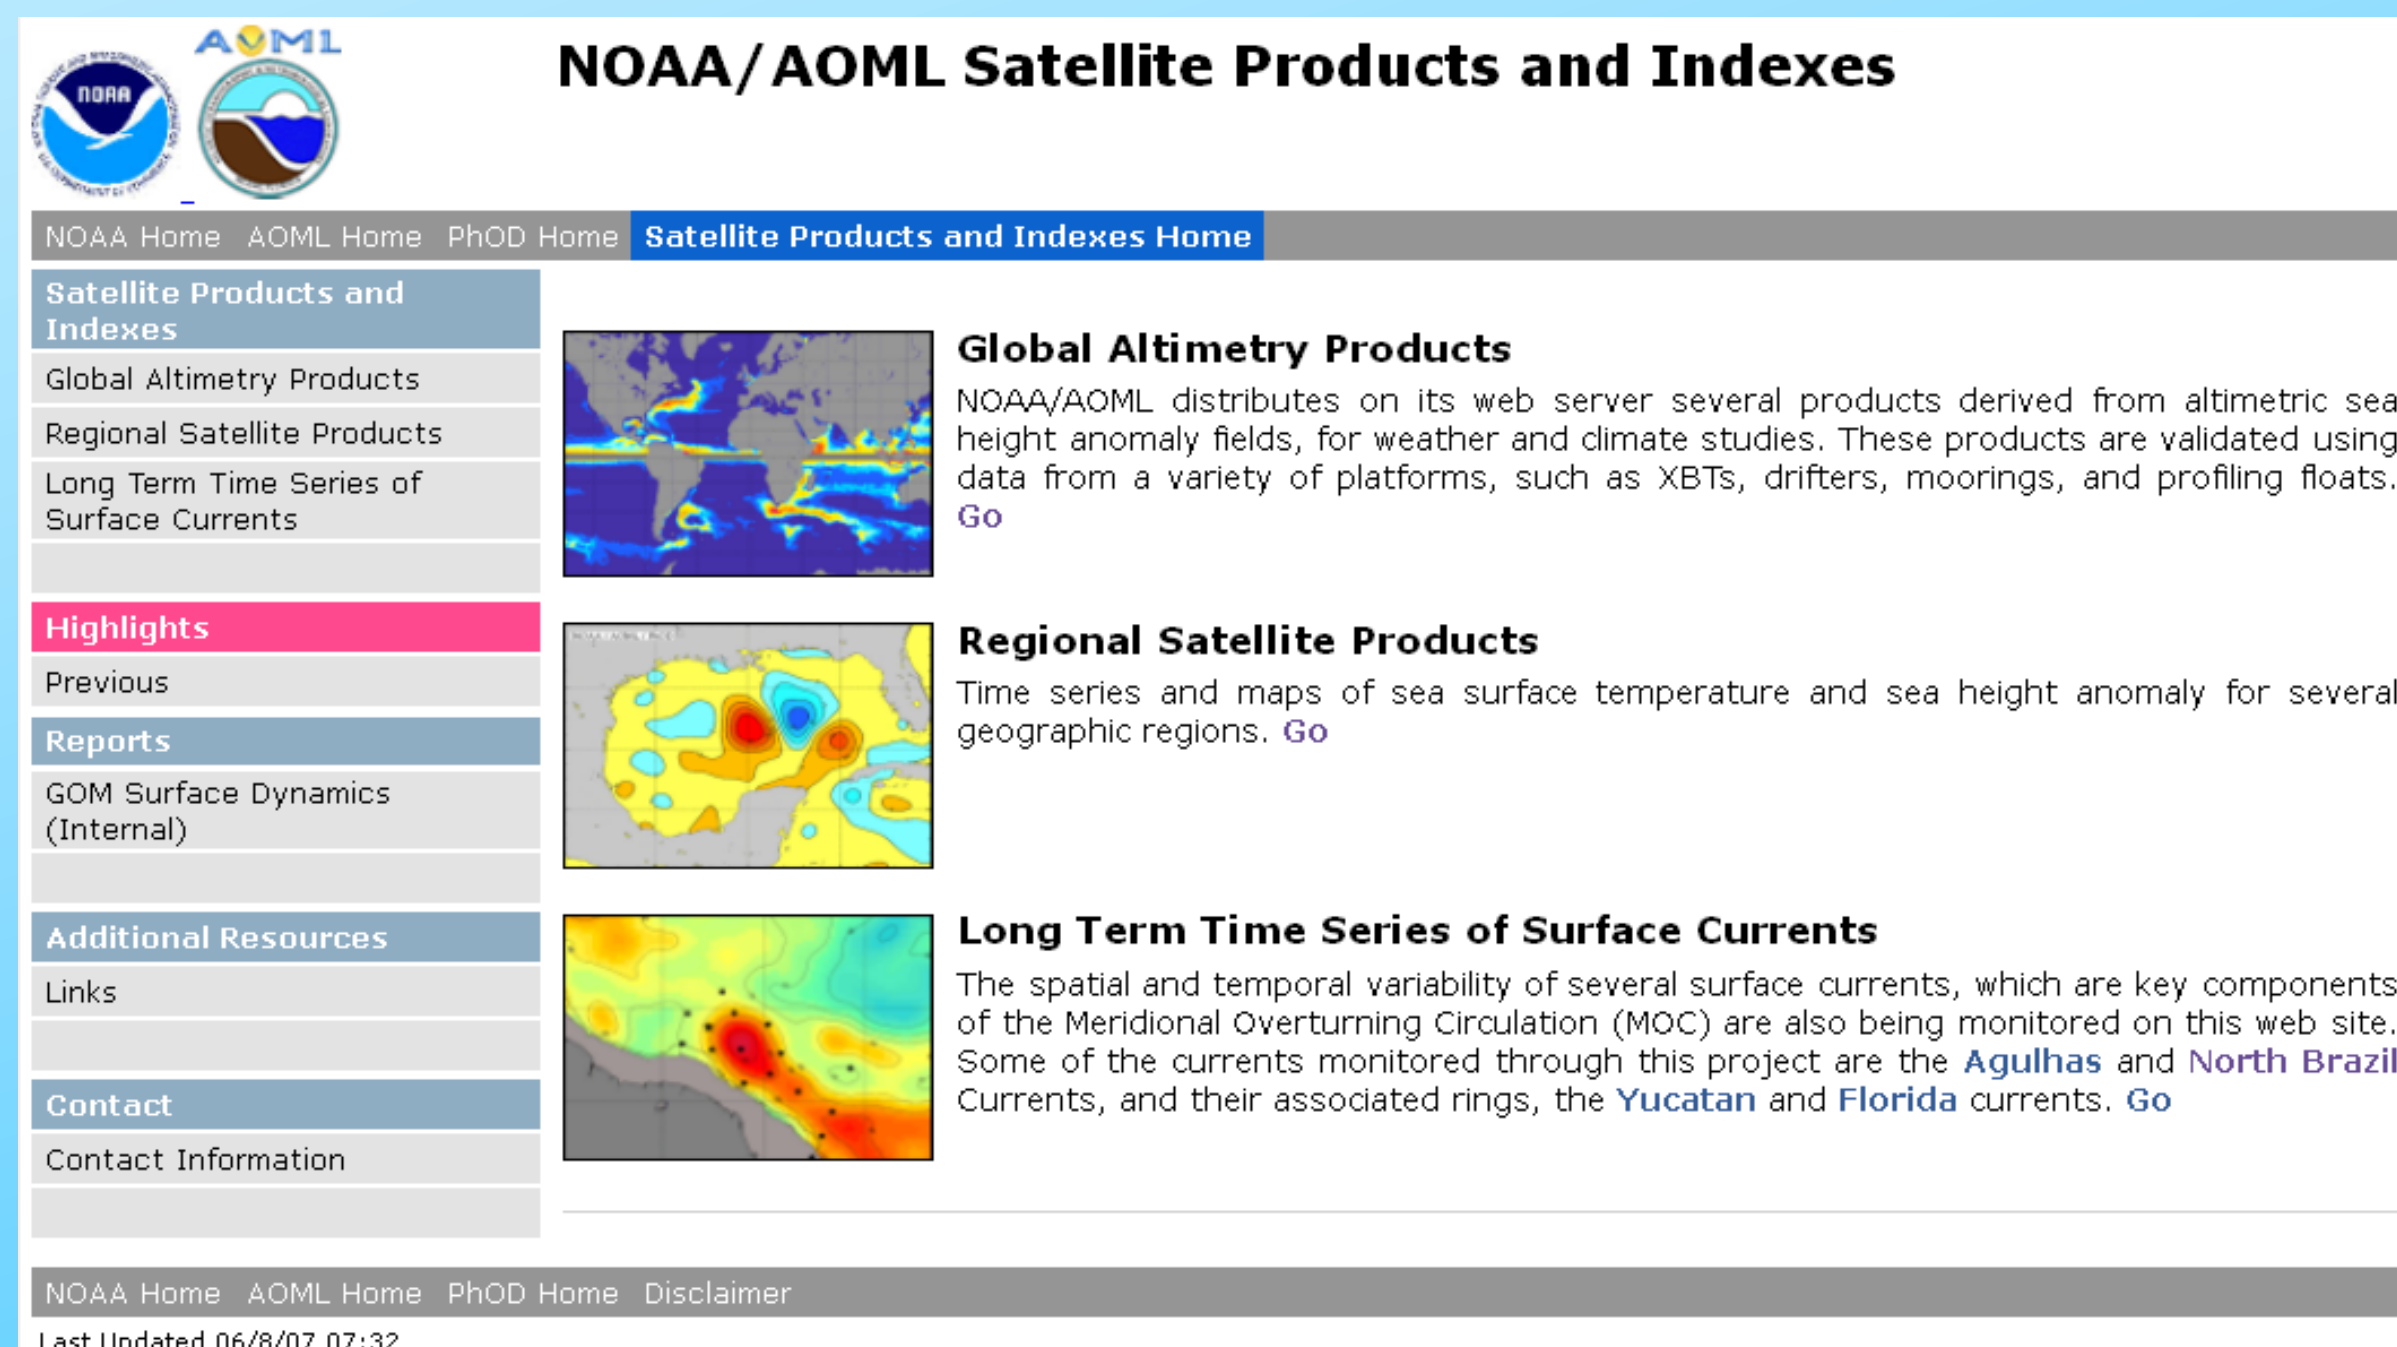 AOML
NOAA
NOAA/AOML Satellite Products and Indexes
NOAA Home AOML Home PhOD Home Satellite Products and Indexes Home
Satellite Products and
Indexes
Global Altimetry Products
Regional Satellite Products
Long Term Time Series of
Surface Currents
Highlights
Previous
Reports
GOM Surface Dynamics
(Internal)
Additional Resources
Links
Contact
Contact Information
Global Altimetry Products
NOAA/AOML distributes on its web server several products derived from altimetric sea
height anomaly fields, for weather and climate studies. These products are validated using
data from a variety of platforms, such as XBTs, drifters, moorings, and profiling floats.
Go
Regional Satellite Products
Time series and maps of sea surface temperature and sea height anomaly for several
geographic regions. Go
Long Term Time Series of Surface Currents
The spatial and temporal variability of several surface currents, which are key components
of the Meridional Overturning Circulation (MOC) are also being monitored on this web site.
Some of the currents monitored through this project are the Agulhas and North Brazil
Currents, and their associated rings, the Yucatan and Florida currents. Go
NOAA Home AOML Home PhOD Home Disclaimer
Last Updated 06/8/07 07:32